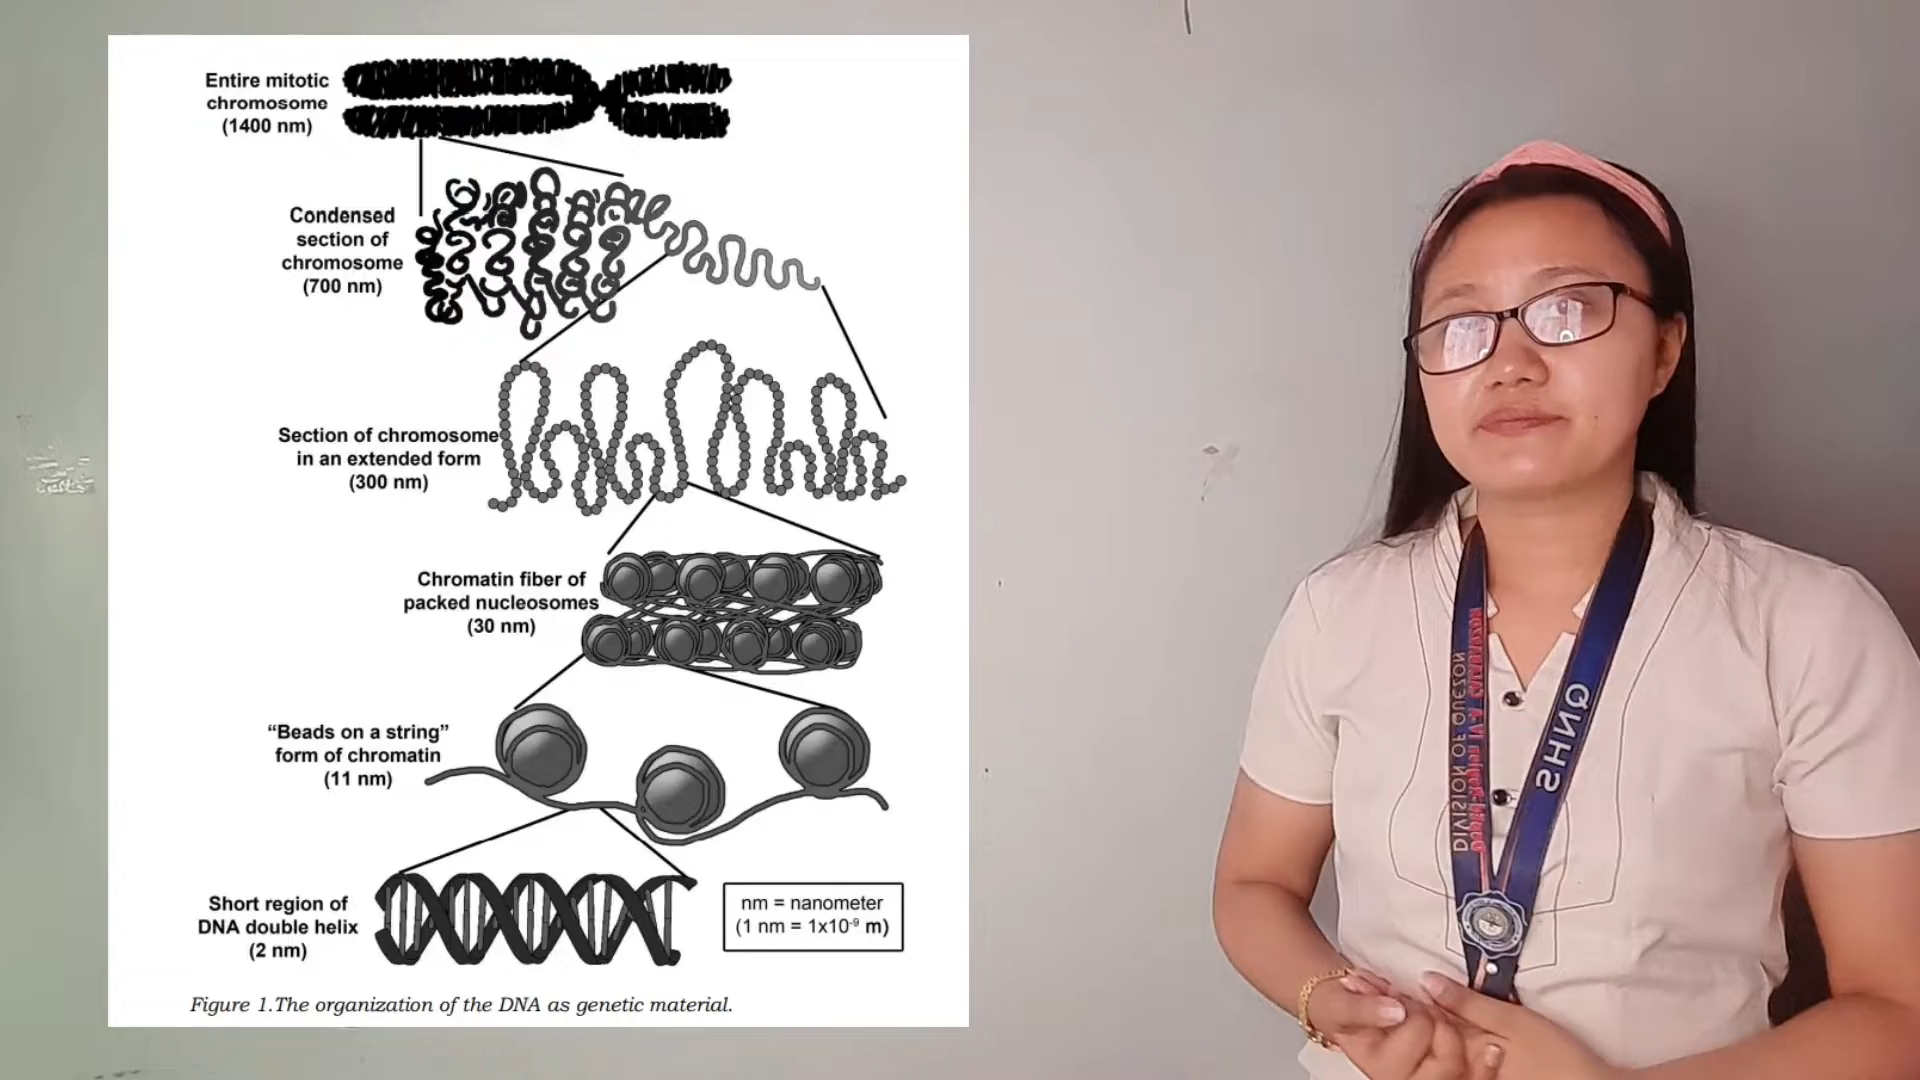 Entire mitotic
chromosome
(1400 nm)
Condensed
section of
chromosome
(700 nm)
Section of chromosome
in an extended form
(300 nm)
Chromatin fiber of
packed nucleosomes
(30 nm)
“Beads on a string”
form of chromatin
(11 nm)
Short region of
DNA double helix
(2 nm)
nm = nanometer
(1 nm = 1x10⁻⁹ m)
Figure 1.The organization of the DNA as genetic material.
DIVISION OF QUEZON
QNHS